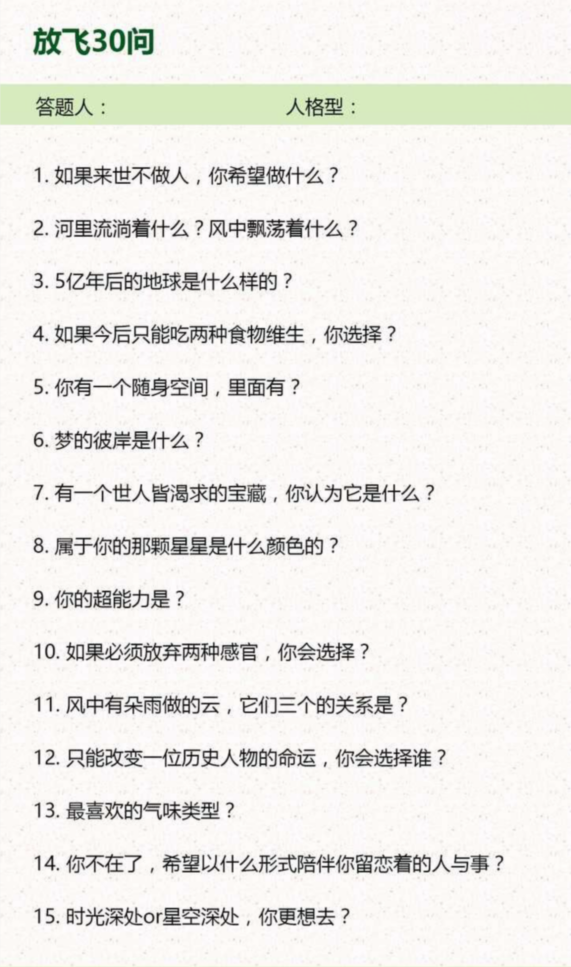 放飞30问
答题人： 人格型：
1. 如果来世不做人，你希望做什么？
2. 河里流淌着什么？风中飘荡着什么？
3. 5亿年后的地球是什么样的？
4. 如果今后只能吃两种食物维生，你选择？
5. 你有一个随身空间，里面有？
6. 梦的彼岸是什么？
7. 有一个世人皆渴求的宝藏，你认为它是什么？
8. 属于你的那颗星星是什么颜色的？
9. 你的超能力是？
10. 如果必须放弃两种感官，你会选择？
11. 风中有朵雨做的云，它们三个的关系是？
12. 只能改变一位历史人物的命运，你会选择谁？
13. 最喜欢的气味类型？
14. 你不在了，希望以什么形式陪伴你留恋着的人与事？
15. 时光深处or星空深处，你更想去？